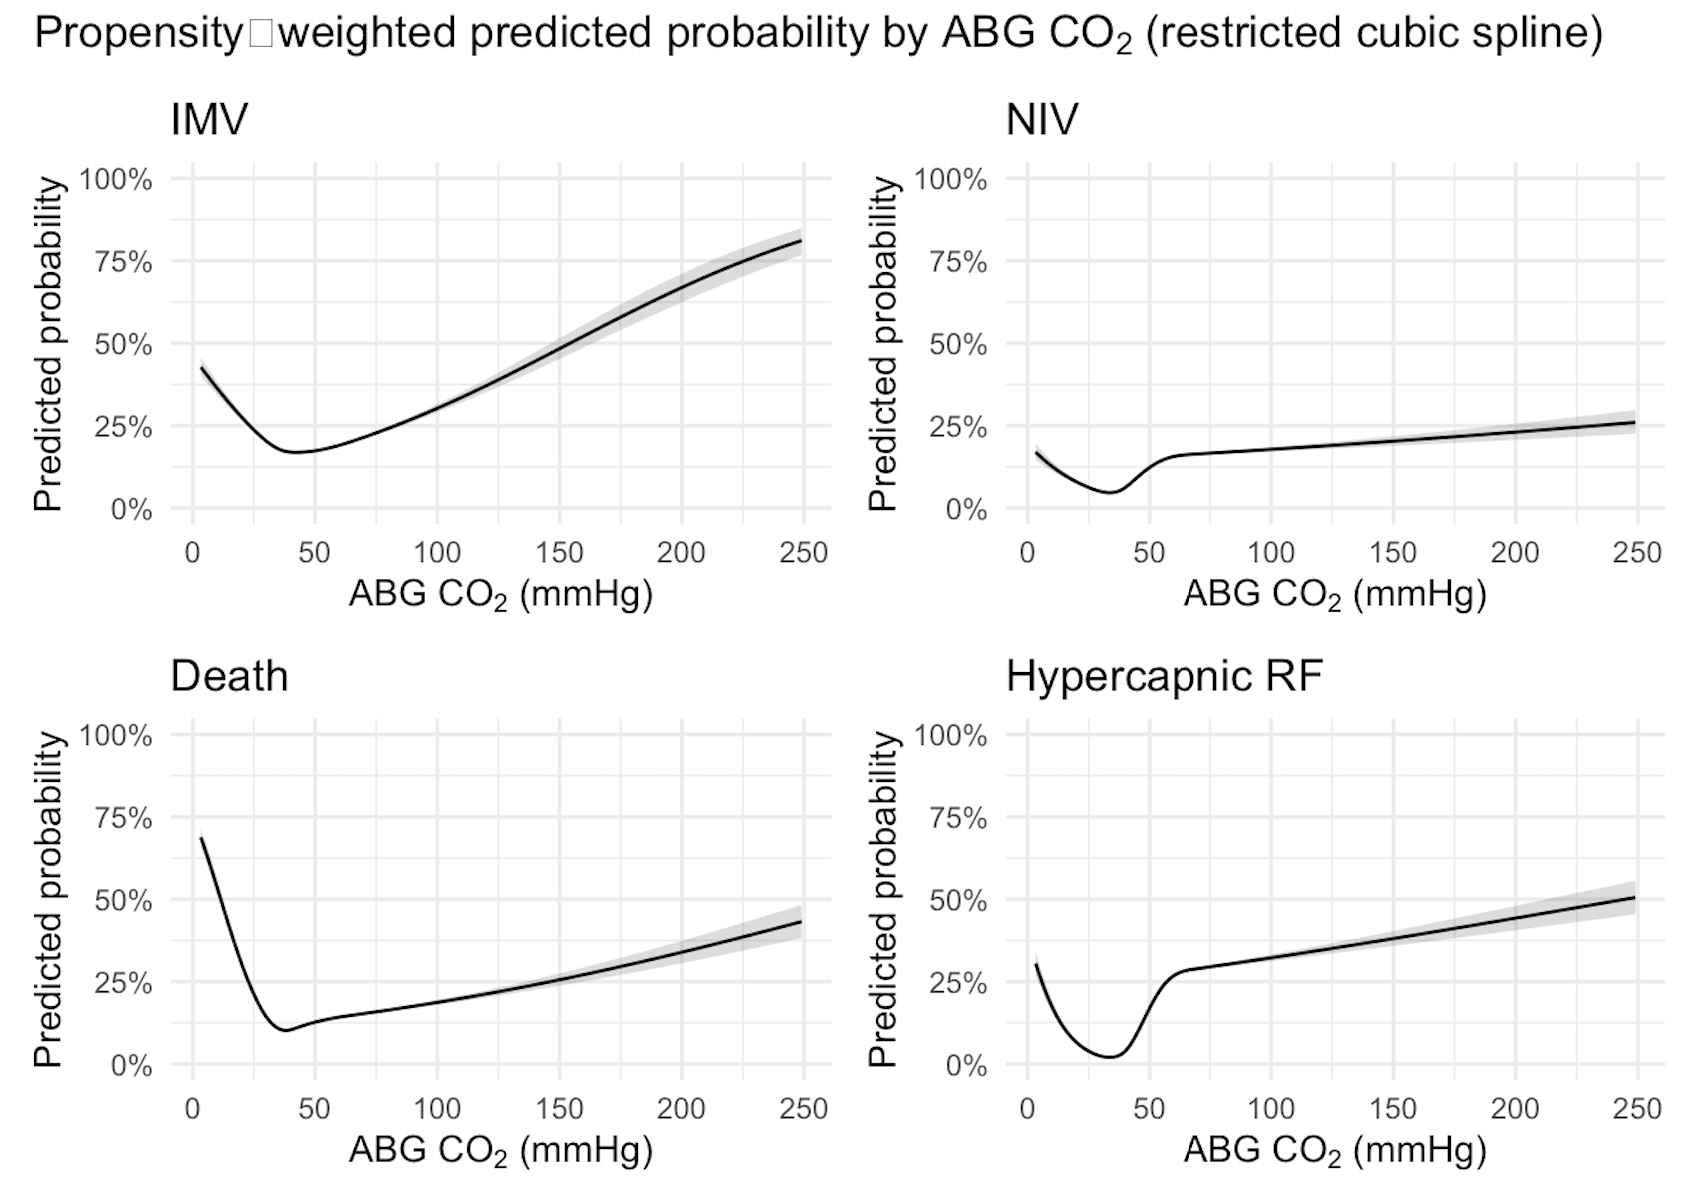 Propensity□weighted predicted probability by ABG CO₂ (restricted cubic spline)
IMV
Predicted probability
100%
75%
50%
25%
0%
0 50 100 150 200 250
ABG CO₂ (mmHg)
NIV
Predicted probability
100%
75%
50%
25%
0%
0 50 100 150 200 250
ABG CO₂ (mmHg)
Death
Predicted probability
100%
75%
50%
25%
0%
0 50 100 150 200 250
ABG CO₂ (mmHg)
Hypercapnic RF
Predicted probability
100%
75%
50%
25%
0%
0 50 100 150 200 250
ABG CO₂ (mmHg)